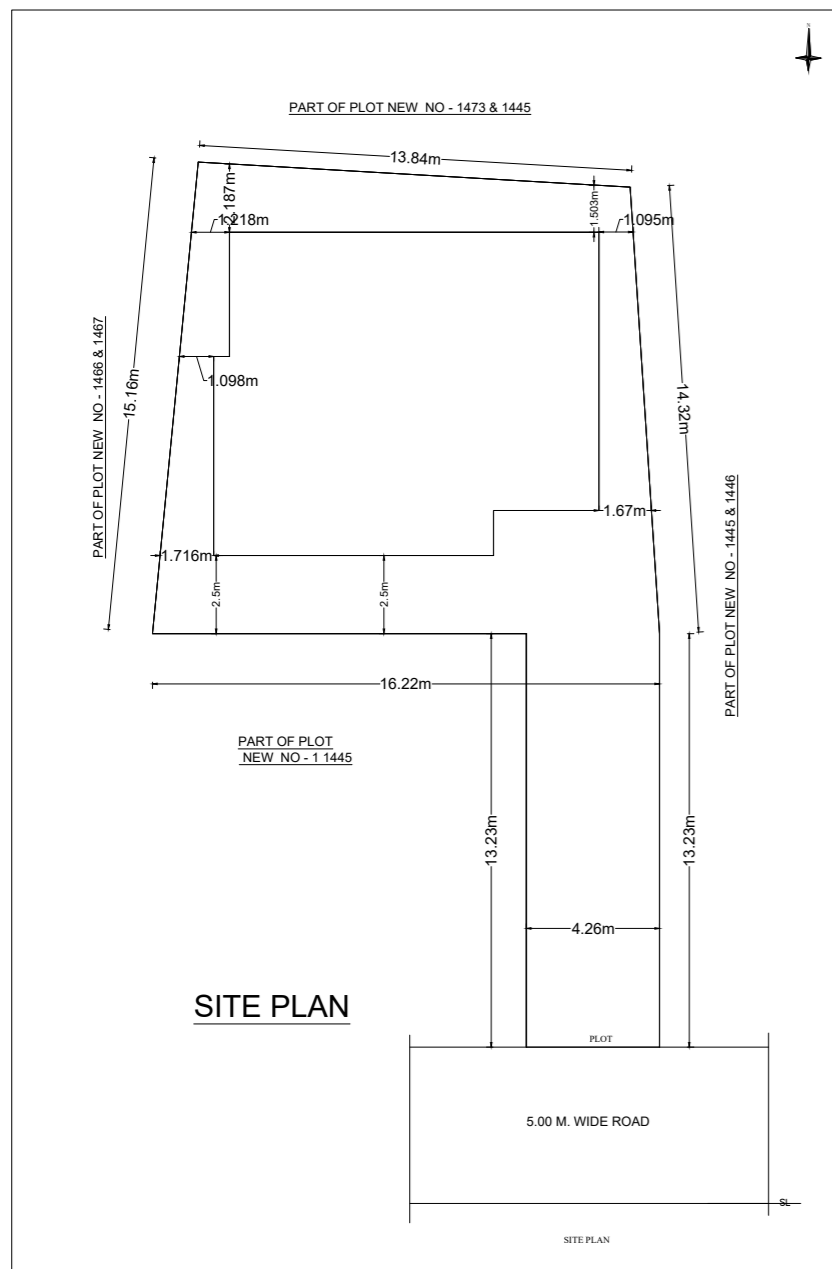 N
PART OF PLOT NEW NO - 1473 & 1445
13.84m
2.187m
1.503m
1.218m
1.095m
PART OF PLOT NEW NO - 1466 & 1467
15.16m
1.098m
14.32m
PART OF PLOT NEW NO - 1445 & 1446
1.67m
1.716m
2.5m
2.5m
16.22m
PART OF PLOT
NEW NO - 1 1445
13.23m
13.23m
4.26m
SITE PLAN
PLOT
5.00 M. WIDE ROAD
SL
SITE PLAN